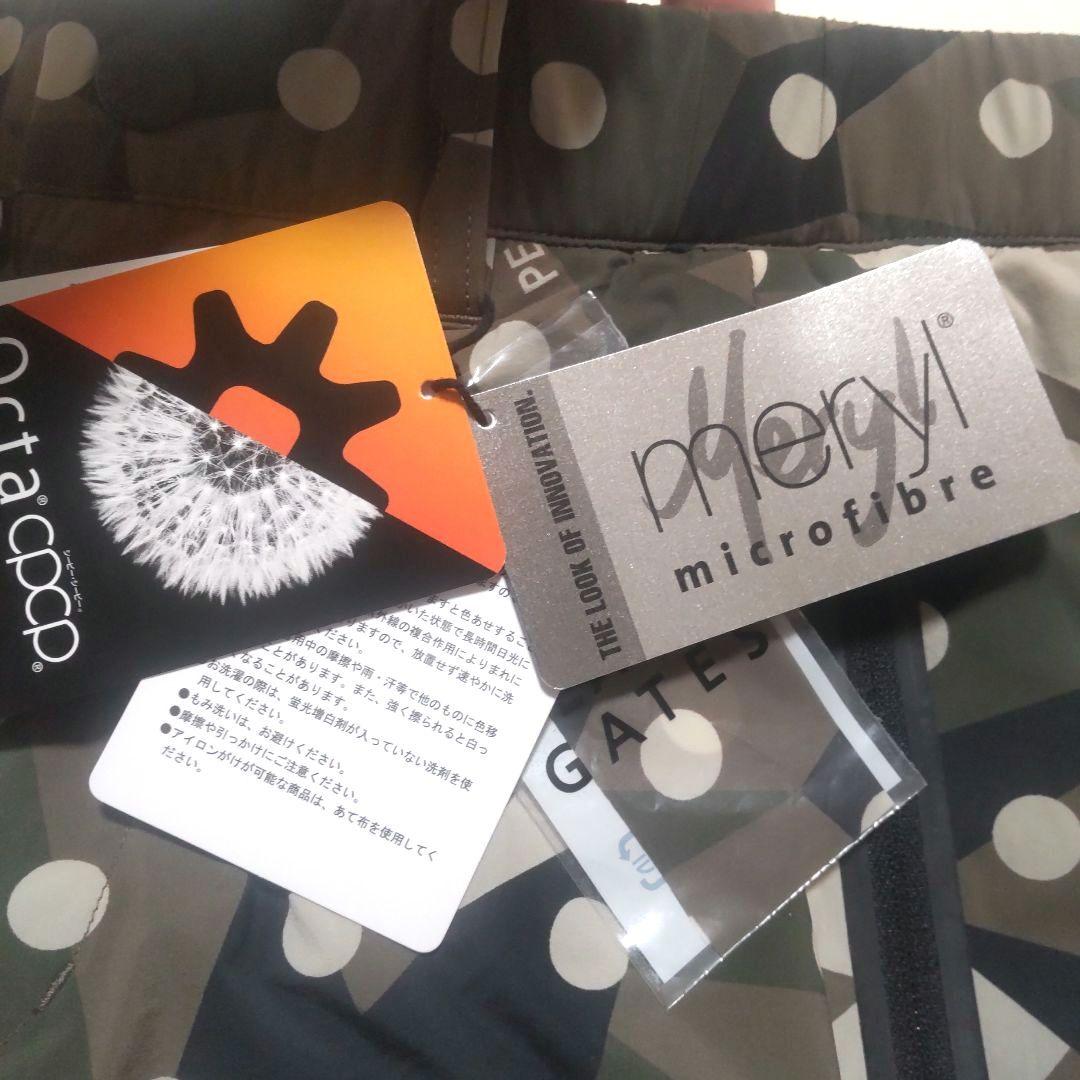 Octa® cpcp®
シーピー・シーピー®
PE
THE LOOK OF INNOVATION.
meryl®
microfibre
GATES
すと色あせするこ
いた状態で長時間日光に
外線の複合作用によりまれに
ますので、放置せず速やかに洗
ださい。
用中の摩擦や雨・汗等で他のものに色移
ことがあります。また、強く擦られると白っ
なることがあります。
お洗濯の際は、蛍光増白剤が入っていない洗剤を使
用してください。
●もみ洗いは、お避けください。
●摩擦や引っかけにご注意ください。
●アイロンがけが可能な商品は、あて布を使用してく
ださい。